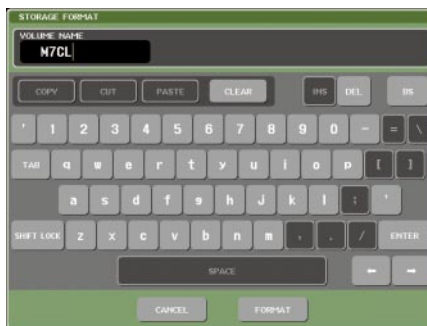 STORAGE FORMAT
VOLUME NAME
M7CL
COPY CUT PASTE CLEAR INS DEL BS
' 1 2 3 4 5 6 7 8 9 0 - = \
TAB q w e r t y u i o p [ ]
a s d f g h j k l ; '
SHIFT LOCK z x c v b n m , . / ENTER
SPACE ← →
CANCEL FORMAT